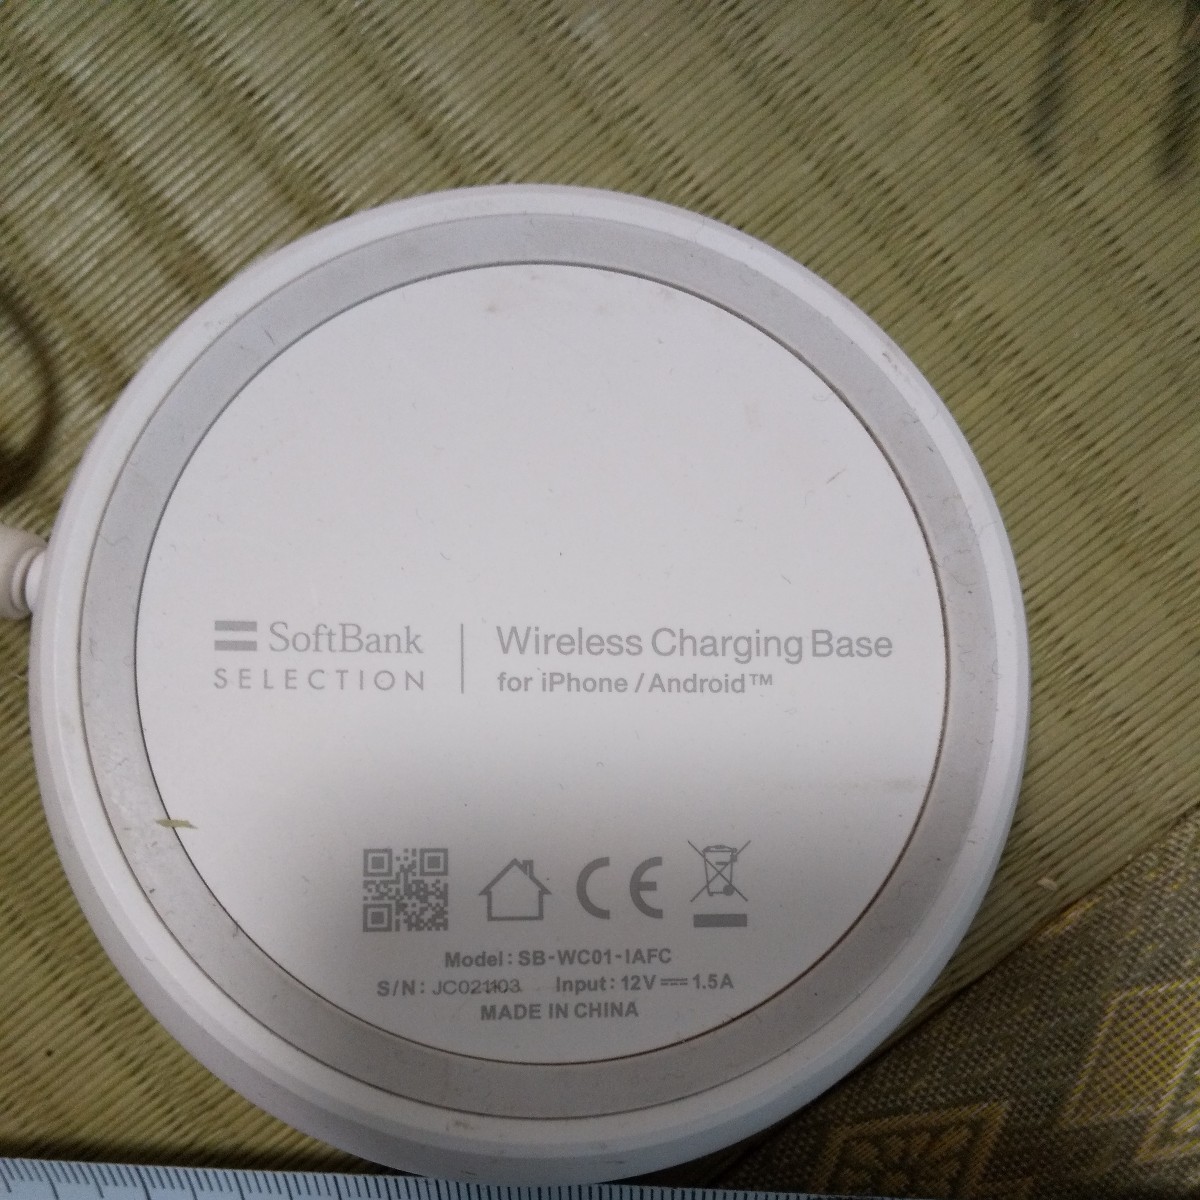 SoftBank
SELECTION
Wireless Charging Base
for iPhone / Android™
CE
Model: SB-WC01-IAFC
S/N: JC021103 Input: 12V⎓1.5A
MADE IN CHINA